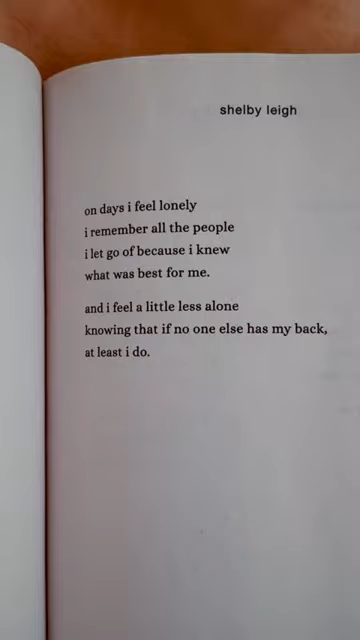 shelby leigh
on days i feel lonely
i remember all the people
i let go of because i knew
what was best for me.
and i feel a little less alone
knowing that if no one else has my back,
at least i do.